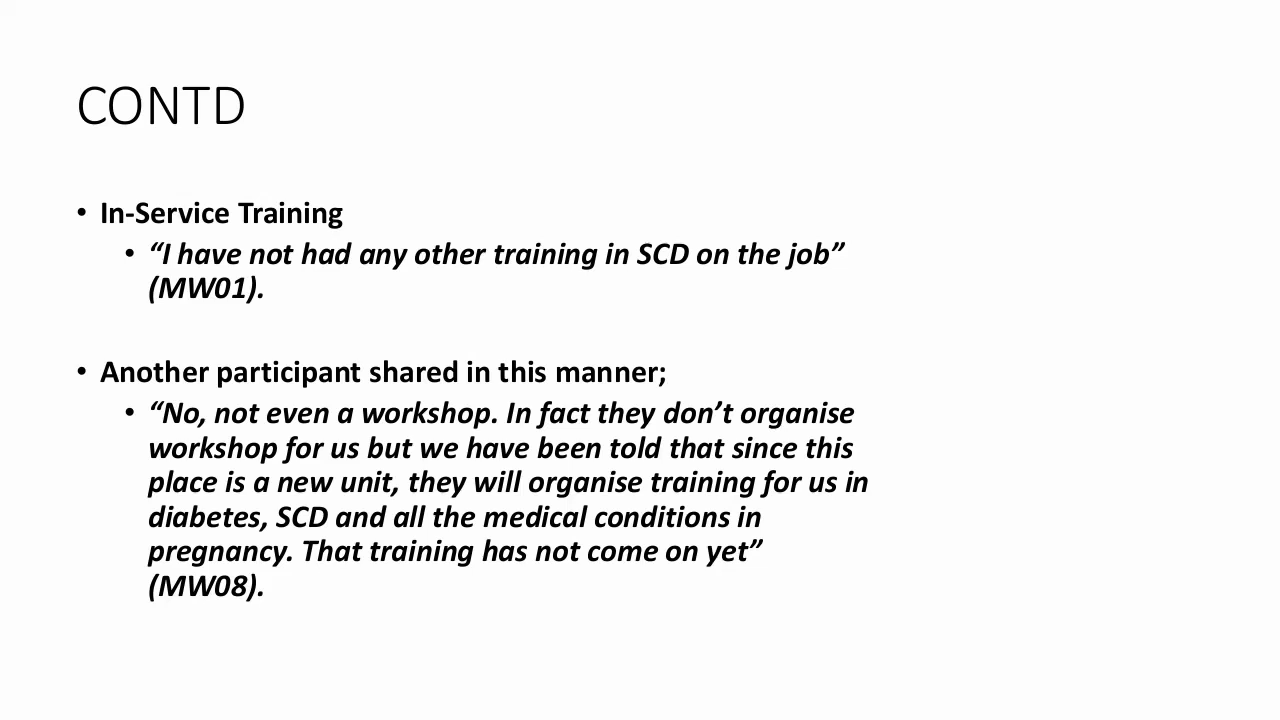 CONTD
• In-Service Training
• “I have not had any other training in SCD on the job”
(MW01).
• Another participant shared in this manner;
• “No, not even a workshop. In fact they don’t organise
workshop for us but we have been told that since this
place is a new unit, they will organise training for us in
diabetes, SCD and all the medical conditions in
pregnancy. That training has not come on yet”
(MW08).